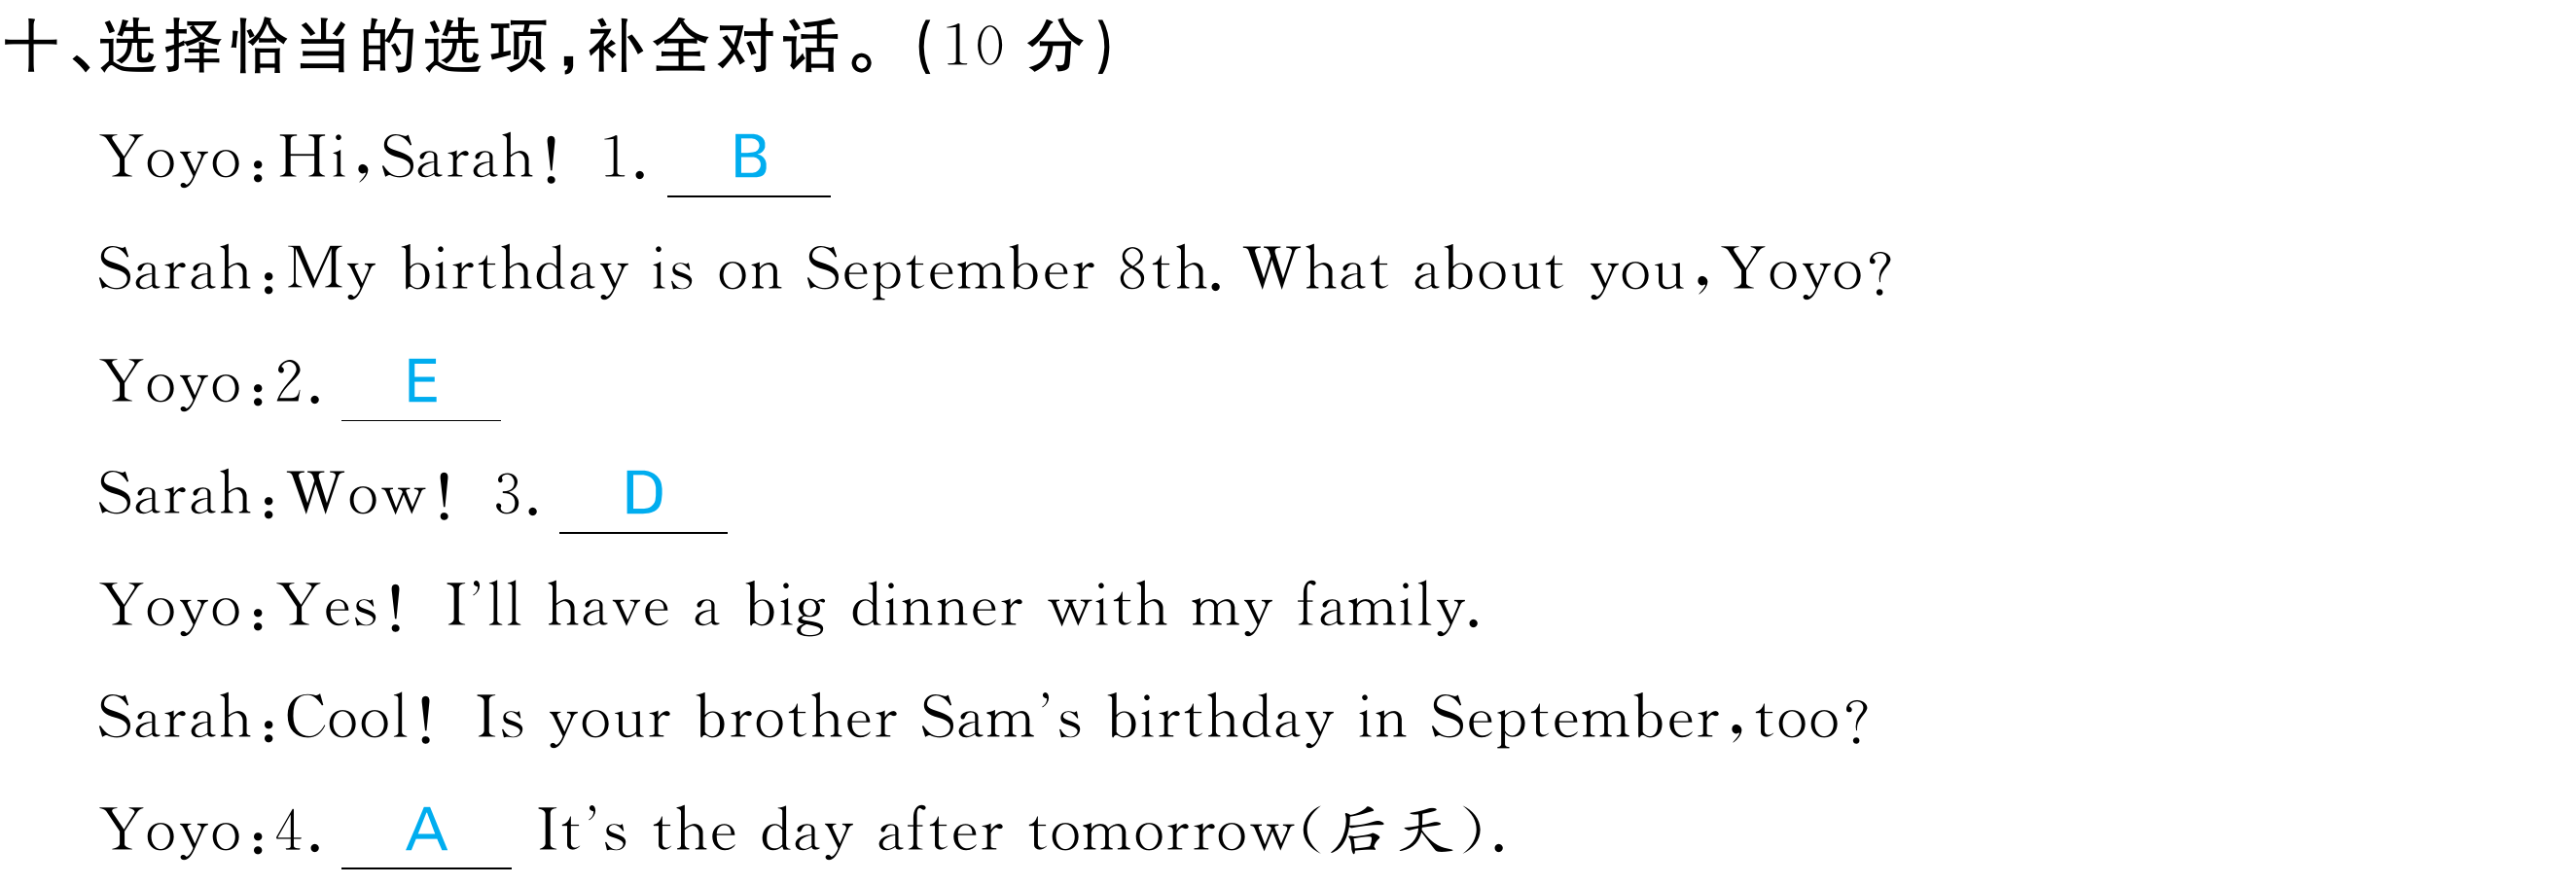 十、选择恰当的选项,补全对话。(10 分)
Yoyo:Hi,Sarah! 1. B
Sarah:My birthday is on September 8th. What about you,Yoyo?
Yoyo:2. E
Sarah:Wow! 3. D
Yoyo:Yes! I'll have a big dinner with my family.
Sarah:Cool! Is your brother Sam's birthday in September,too?
Yoyo:4. A It's the day after tomorrow(后天).